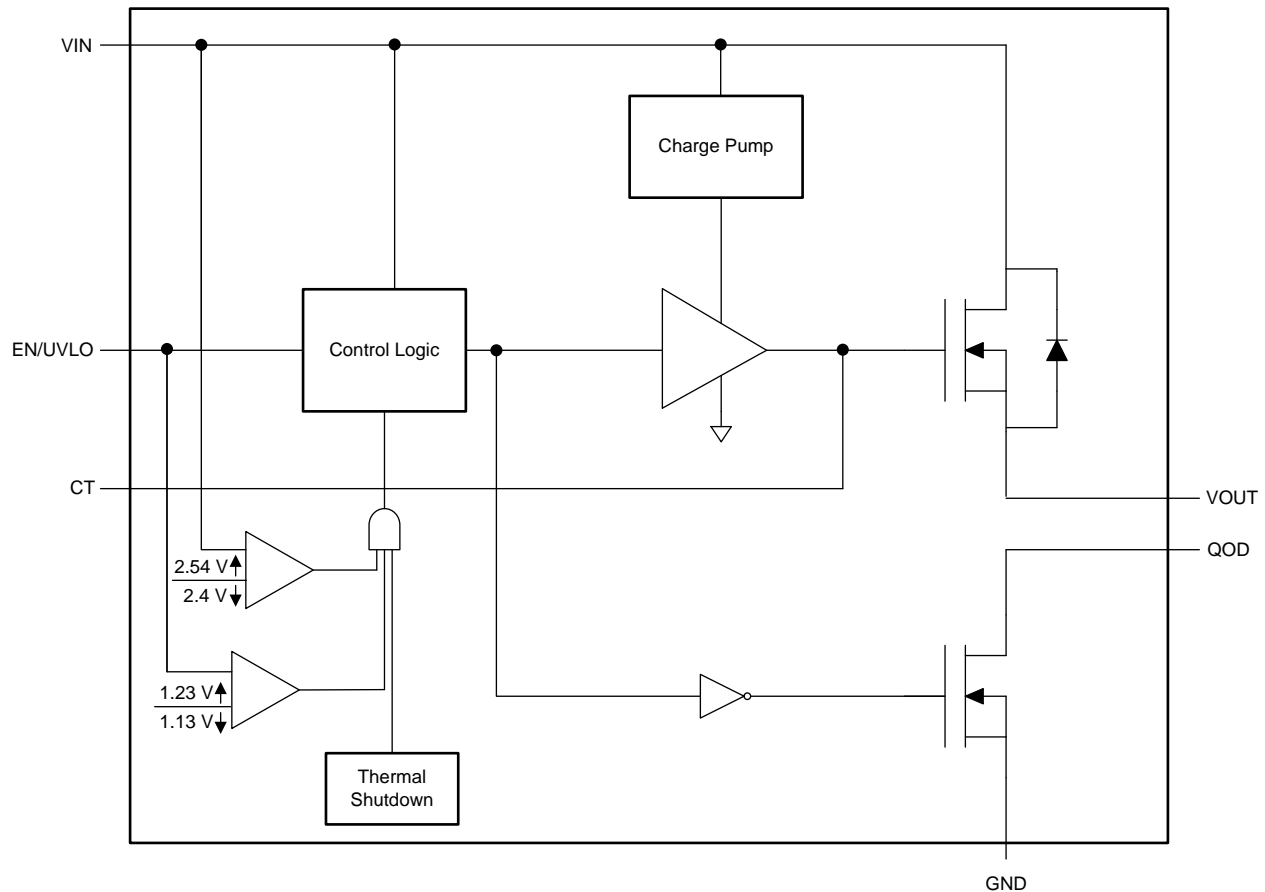 VIN
Charge Pump
EN/UVLO
Control Logic
CT
VOUT
QOD
2.54 V
2.4 V
1.23 V
1.13 V
Thermal
Shutdown
GND